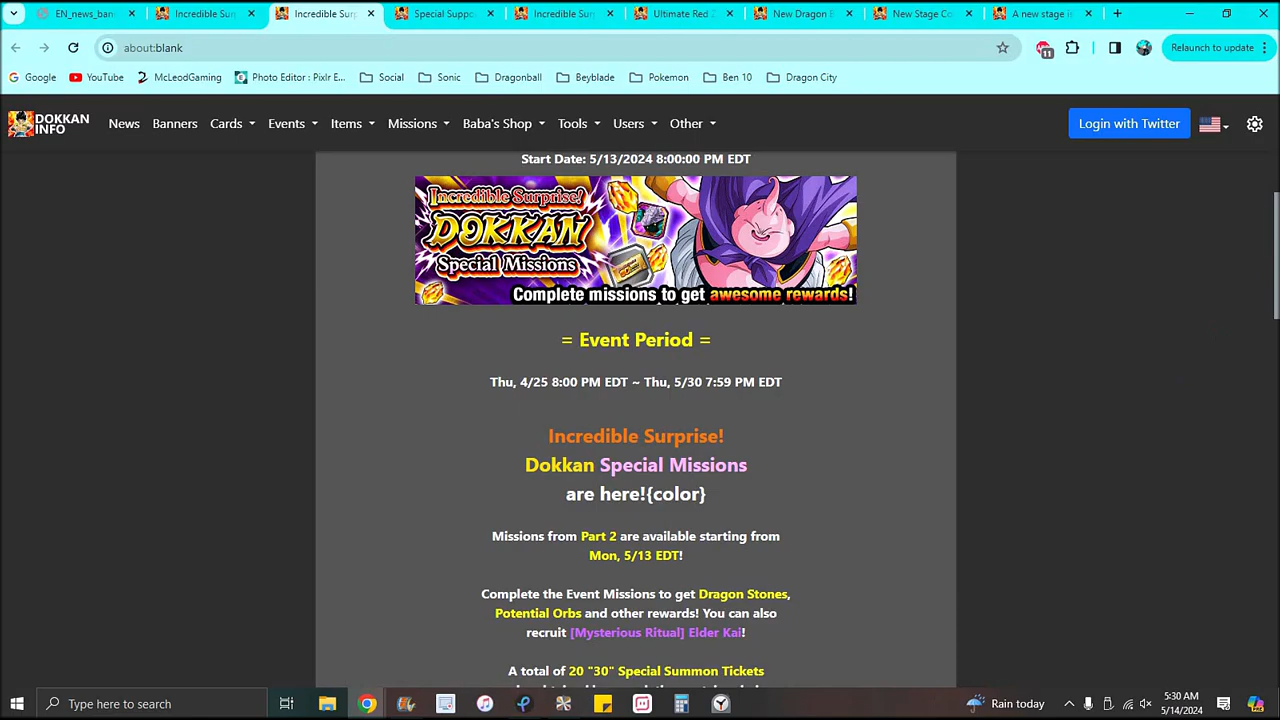 EN_news_ban
Incredible Surp
Incredible Surp
Special Suppo
Incredible Surp
Ultimate Red Z
New Dragon B
New Stage Co
A new stage is
about:blank
11
Relaunch to update
Google
YouTube
McLeodGaming
Photo Editor : Pixlr E...
Social
Sonic
Dragonball
Beyblade
Pokemon
Ben 10
Dragon City
DOKKAN
INFO
News
Banners
Cards
Events
Items
Missions
Baba's Shop
Tools
Users
Other
Login with Twitter
Start Date: 5/13/2024 8:00:00 PM EDT
Incredible Surprise!
DOKKAN
Special Missions
Complete missions to get awesome rewards!
= Event Period =
Thu, 4/25 8:00 PM EDT ~ Thu, 5/30 7:59 PM EDT
Incredible Surprise!
Dokkan Special Missions
are here!{color}
Missions from Part 2 are available starting from
Mon, 5/13 EDT!
Complete the Event Missions to get Dragon Stones,
Potential Orbs and other rewards! You can also
recruit [Mysterious Ritual] Elder Kai!
A total of 20 "30" Special Summon Tickets
Type here to search
Rain today
5:30 AM
5/14/2024